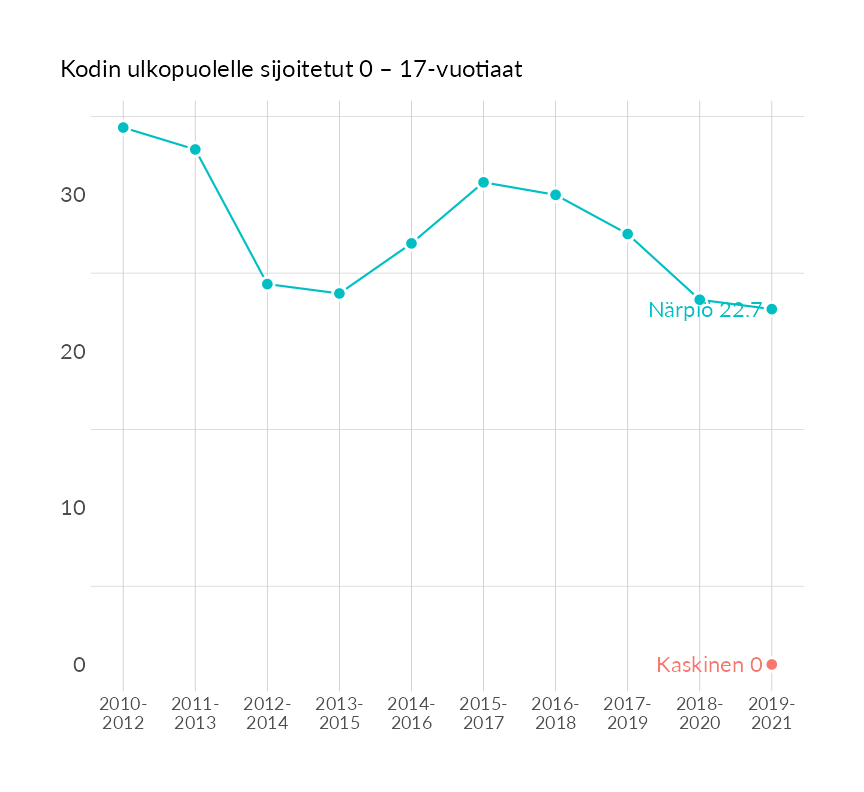 Kodin ulkopuolelle sijoitetut 0 – 17-vuotiaat
30
20
10
0
Närpiö 22.7
Kaskinen 0
2010- 2011- 2012- 2013- 2014- 2015- 2016- 2017- 2018- 2019-
2012 2013 2014 2015 2016 2017 2018 2019 2020 2021